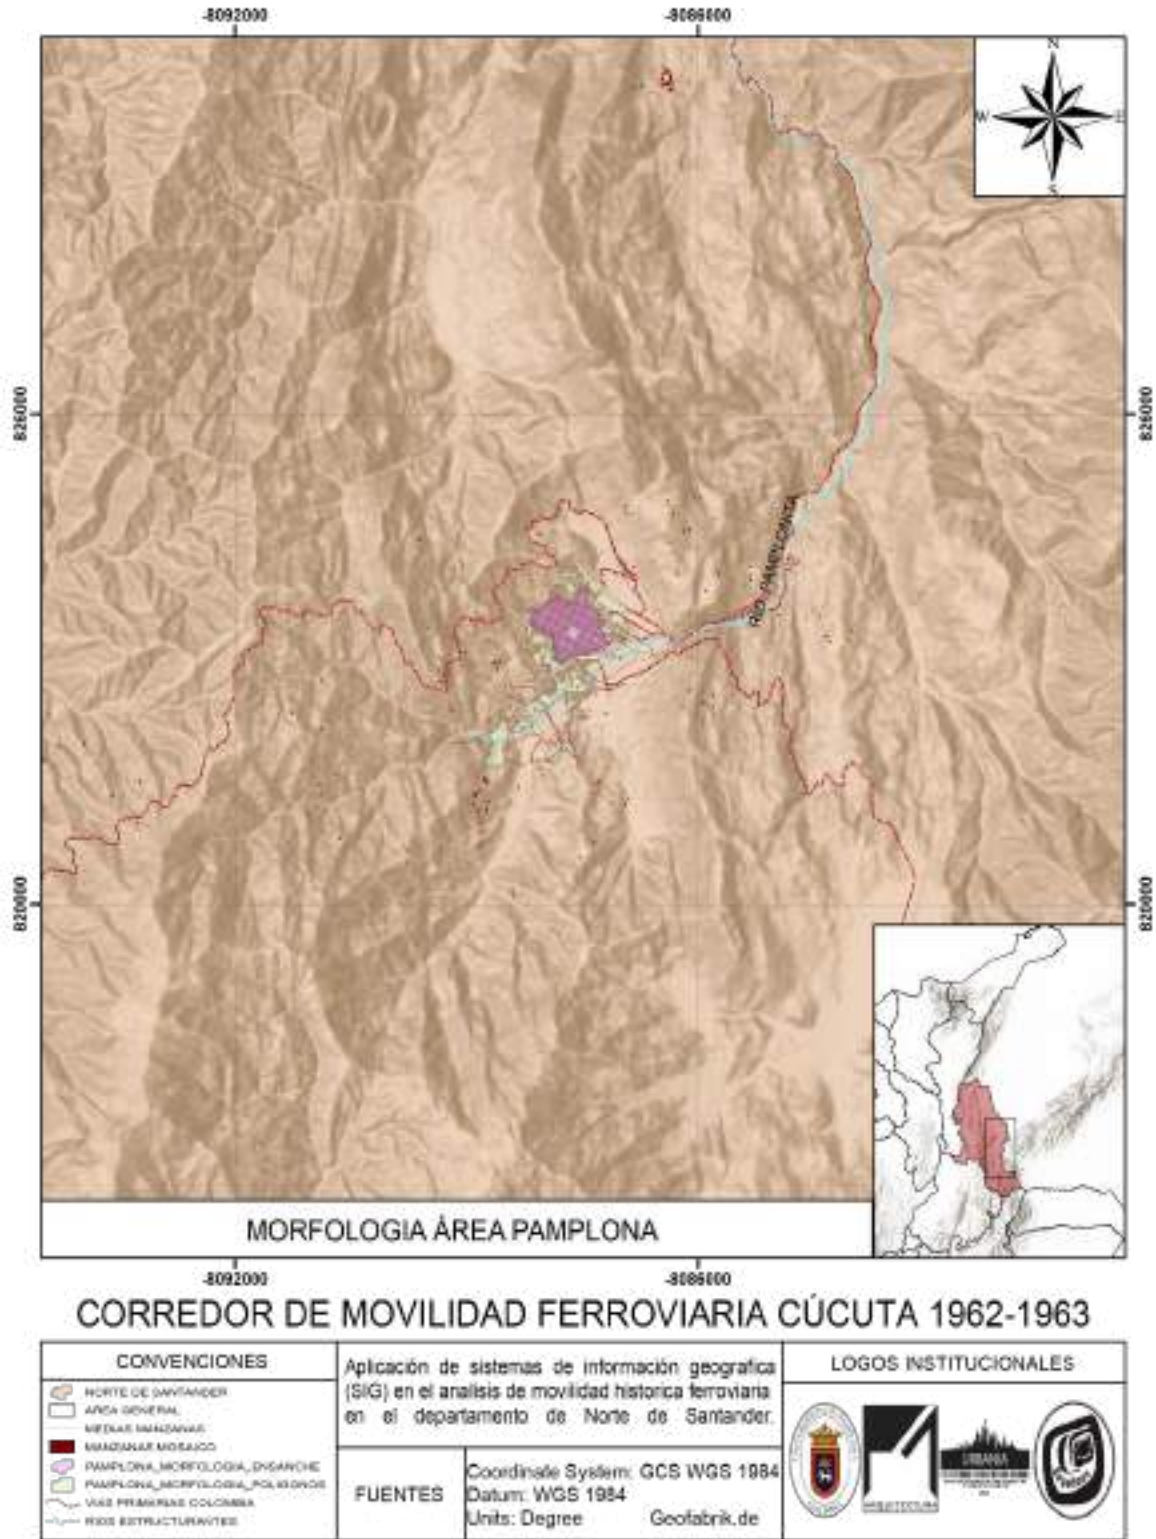 -8092000
-8086000
N
W
E
S
826000
826000
RIO PAMPLONITA
820000
820000
MORFOLOGIA ÁREA PAMPLONA
-8092000
-8086000
CORREDOR DE MOVILIDAD FERROVIARIA CÚCUTA 1962-1963
CONVENCIONES
NORTE DE SANTANDER
AREA GENERAL
MEDIAS MANZANAS
MANZANAS MOSAICO
PAMPLONA_MORFOLOGIA_ENSANCHE
PAMPLONA_MORFOLOGIA_POLIGONOS
VIAS PRIMARIAS COLOMBIA
RIOS ESTRUCTURANTES
Aplicación de sistemas de información geografica
(SIG) en el analisis de movilidad historica ferroviaria
en el departamento de Norte de Santander.
FUENTES
Coordinate System: GCS WGS 1984
Datum: WGS 1984
Units: Degree Geofabrik.de
LOGOS INSTITUCIONALES
ARQUITECTURA
URBANIA